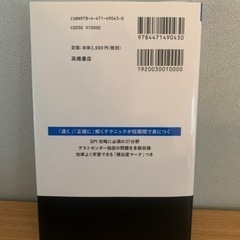 ISBN978-4-471-49043-0
C0030 ¥1000E
定価：本体1,000円(税別)
高橋書店
9784471490430
1920030010000
「速く」「正確に」解くテクニックが短期間で身につく
SPI攻略に必須の37分野
テストセンター独自の問題を多数収録
効率よく学習できる「頻出度マーク」つき